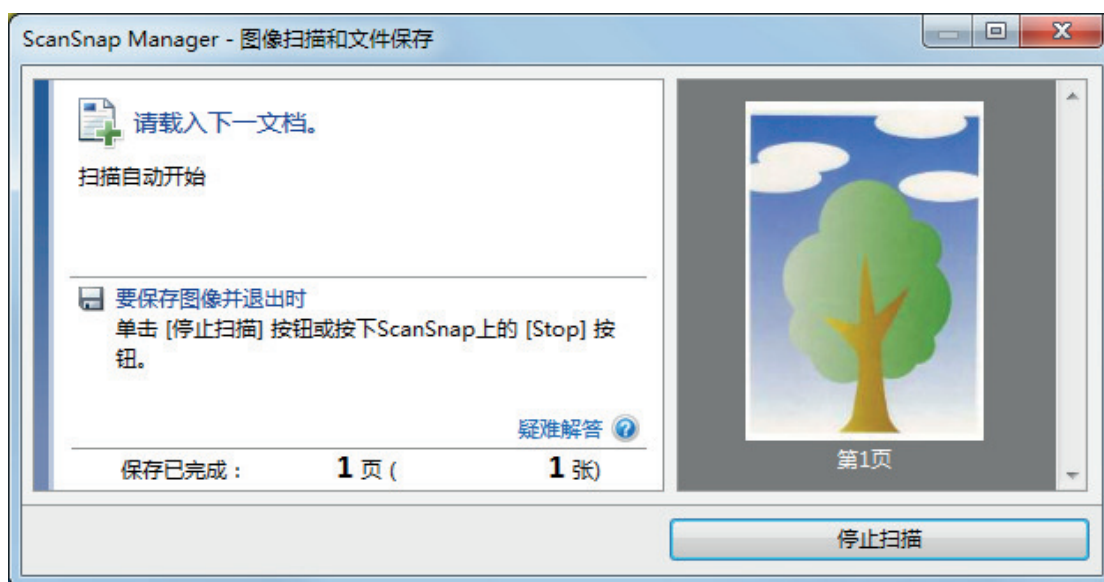 ScanSnap Manager - 图像扫描和文件保存
请载入下一文档。
扫描自动开始
要保存图像并退出时
单击 [停止扫描] 按钮或按下ScanSnap上的 [Stop] 按
钮。
疑难解答
保存已完成： 1 页 ( 1 张)
第1页
停止扫描